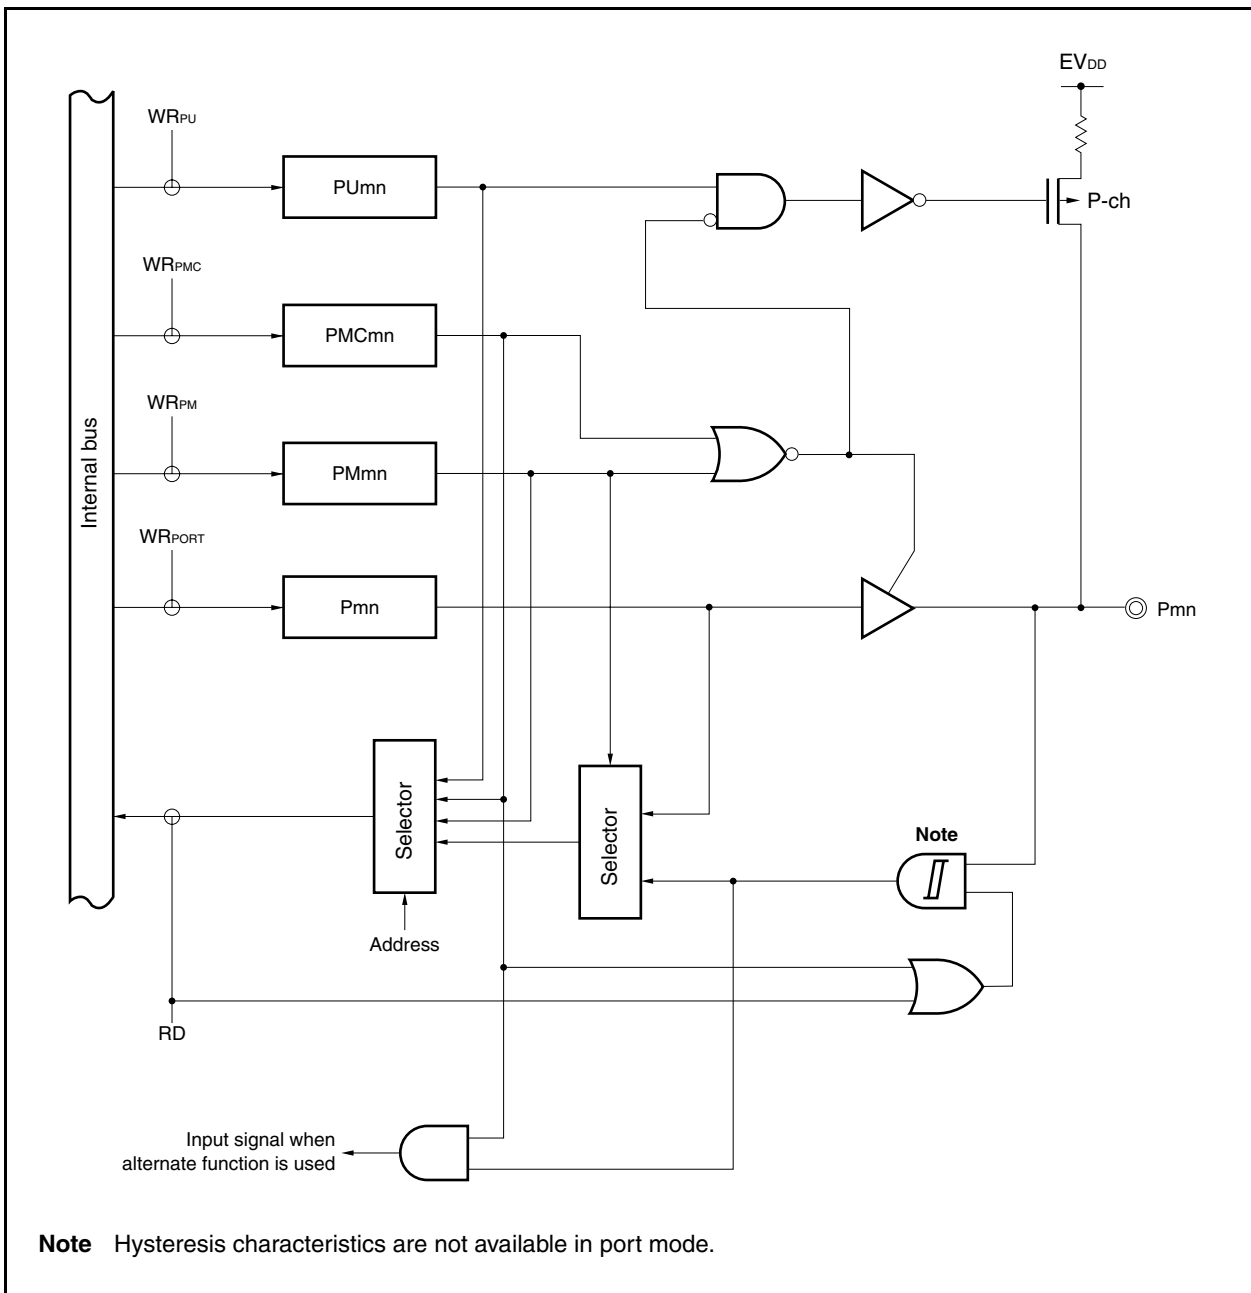 EVDD
WRPU
PUmn
P-ch
WRPMC
PMCmn
WRPM
PMmn
Internal bus
WRPORT
Pmn
Pmn
Selector
Selector
Note
Address
RD
Input signal when
alternate function is used
Note Hysteresis characteristics are not available in port mode.